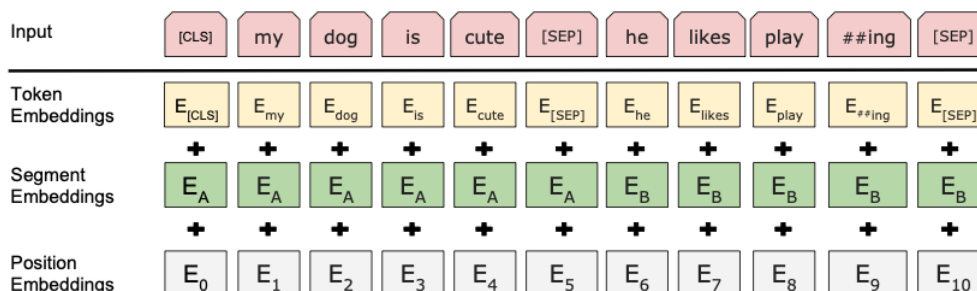 Input [CLS] my dog is cute [SEP] he likes play ##ing [SEP]
Token
Embeddings E[CLS] Emy Edog Eis Ecute E[SEP] Ehe Elikes Eplay E##ing E[SEP]
+ + + + + + + + + + +
Segment
Embeddings EA EA EA EA EA EA EB EB EB EB EB
+ + + + + + + + + + +
Position
Embeddings E0 E1 E2 E3 E4 E5 E6 E7 E8 E9 E10